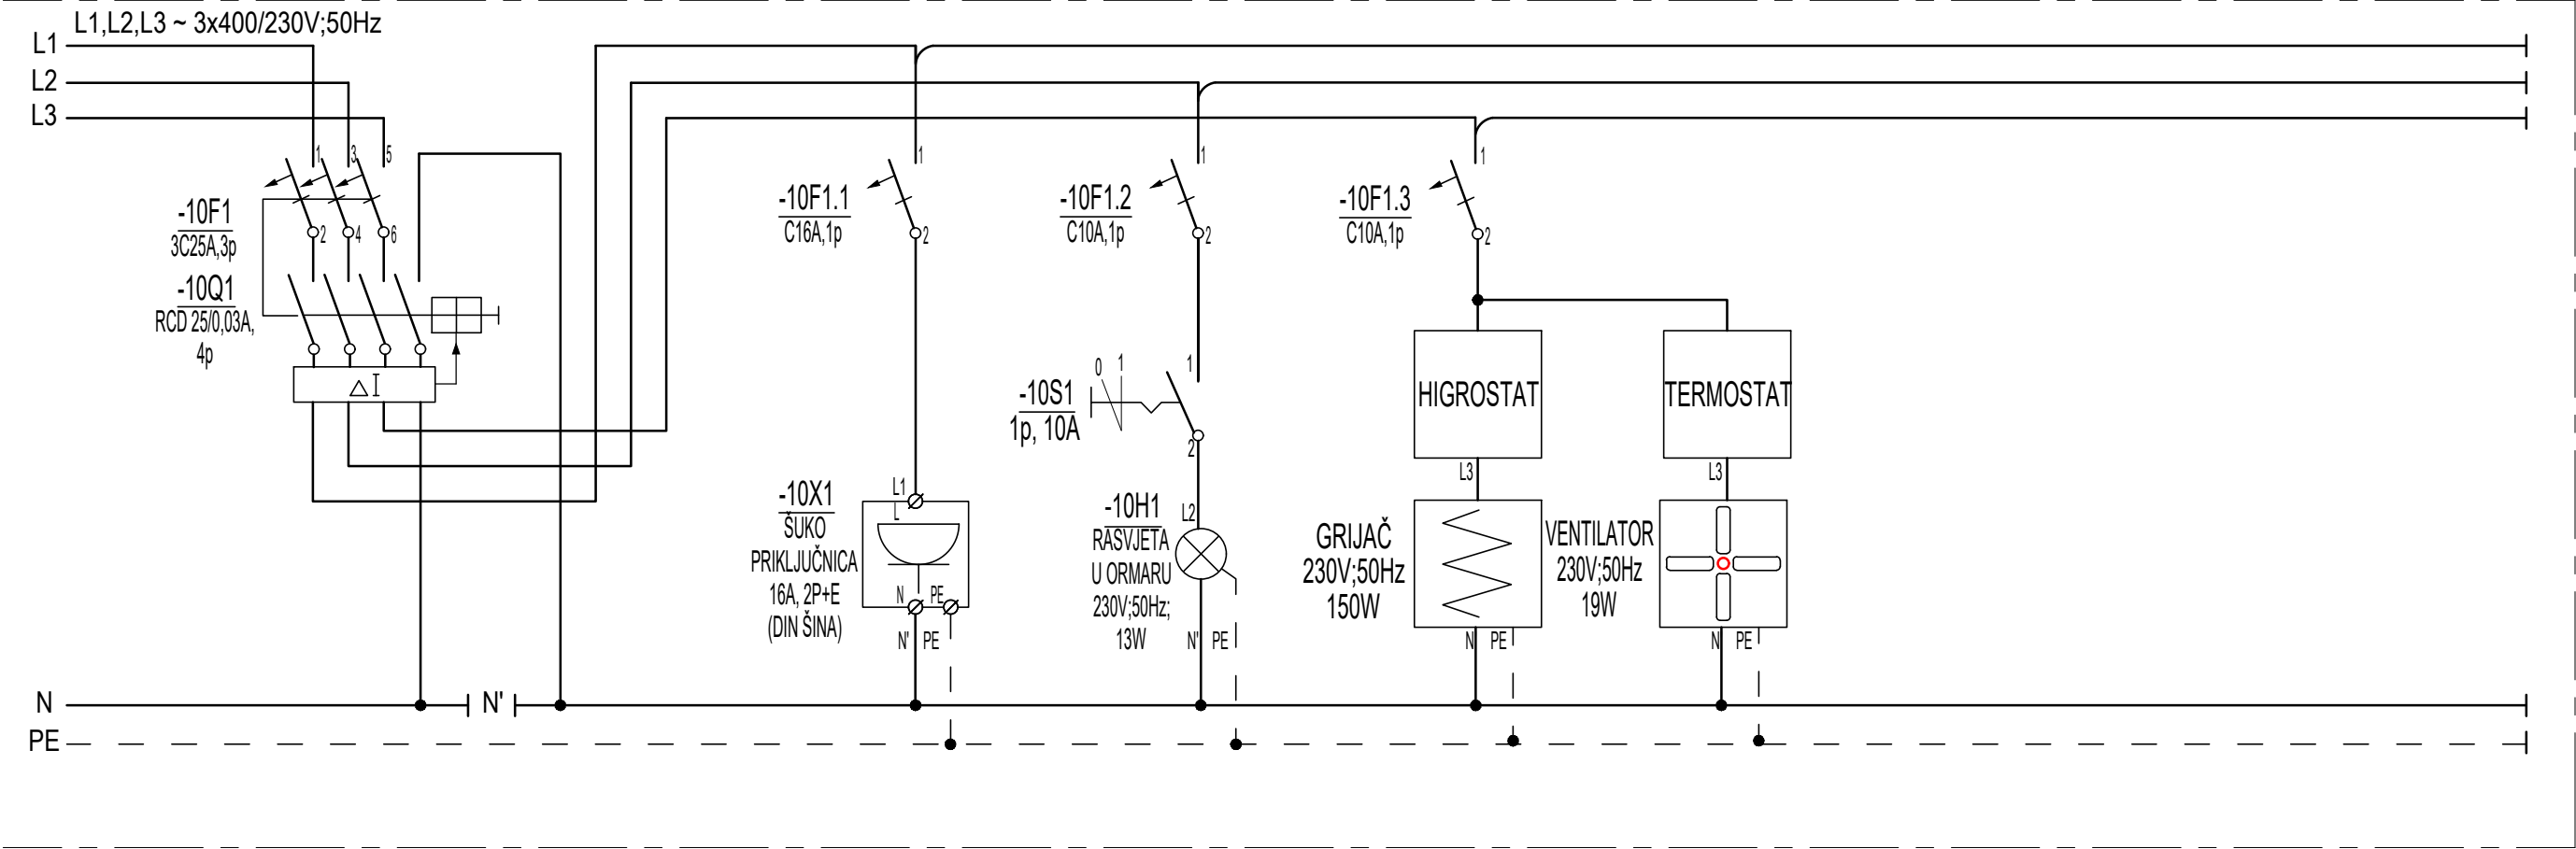 L1,L2,L3 ~ 3x400/230V;50Hz
L1
L2
L3
1
3
5
-10F1
3C25A,3p
2
4
6
-10Q1
RCD 25/0,03A,
4p
△ I
-10F1.1
C16A,1p
1
2
-10X1
ŠUKO
PRIKLJUČNICA
16A, 2P+E
(DIN ŠINA)
L1
L
N
PE
N'
PE
-10F1.2
C10A,1p
1
2
-10S1
1p, 10A
0
1
1
2
-10H1
RASVJETA
U ORMARU
230V;50Hz;
13W
L2
N'
PE
-10F1.3
C10A,1p
1
2
HIGROSTAT
L3
GRIJAČ
230V;50Hz
150W
N
PE
TERMOSTAT
L3
VENTILATOR
230V;50Hz
19W
N
PE
N
N'
PE